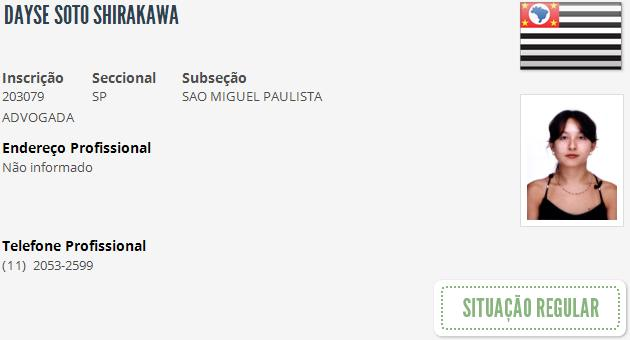 DAYSE SOTO SHIRAKAWA
Inscrição Seccional Subseção
203079 SP SAO MIGUEL PAULISTA
ADVOGADA
Endereço Profissional
Não informado
Telefone Profissional
(11) 2053-2599
SITUAÇÃO REGULAR